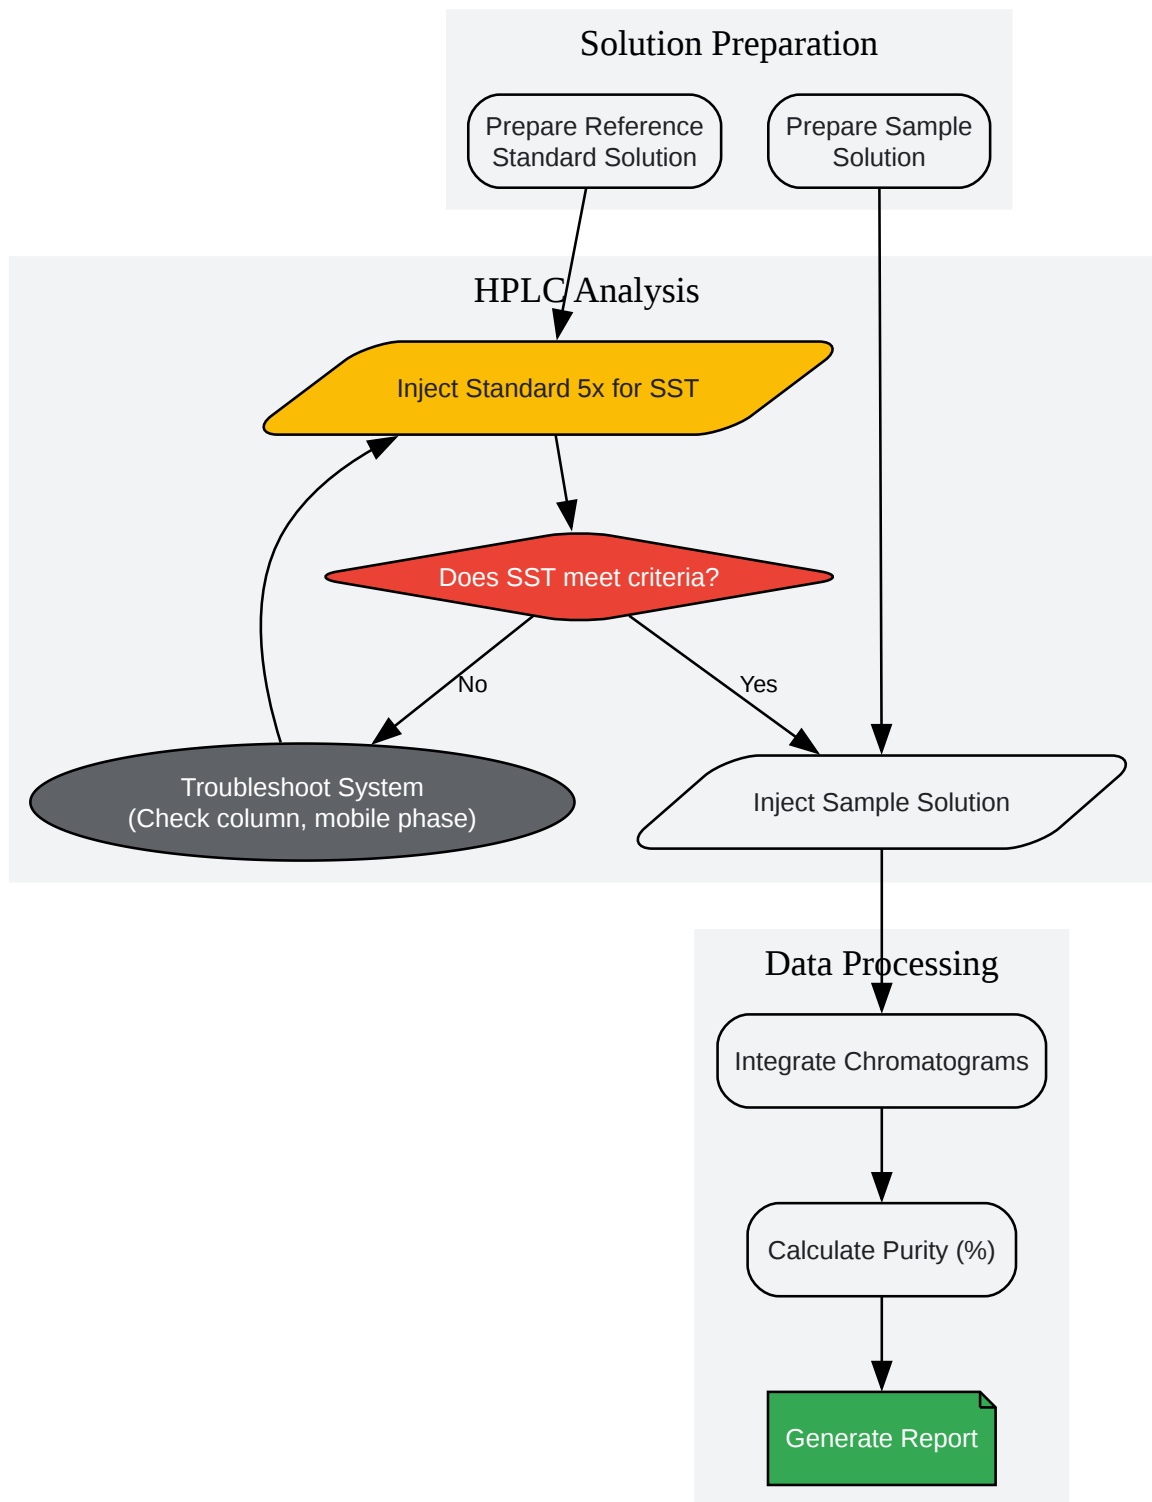 Solution Preparation
Prepare Reference
Standard Solution
Prepare Sample
Solution
HPLC Analysis
Inject Standard 5x for SST
Does SST meet criteria?
No
Yes
Troubleshoot System
(Check column, mobile phase)
Inject Sample Solution
Data Processing
Integrate Chromatograms
Calculate Purity (%)
Generate Report